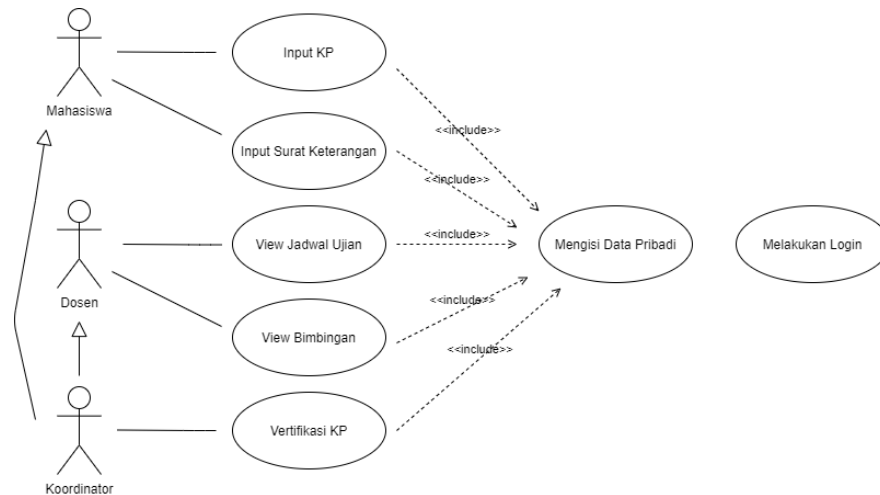 Input KP
Mahasiswa
<<include>>
Input Surat Keterangan
<<include>>
View Jadwal Ujian
<<include>>
Mengisi Data Pribadi
Melakukan Login
Dosen
<<include>>
View Bimbingan
<<include>>
Vertifikasi KP
Koordinator